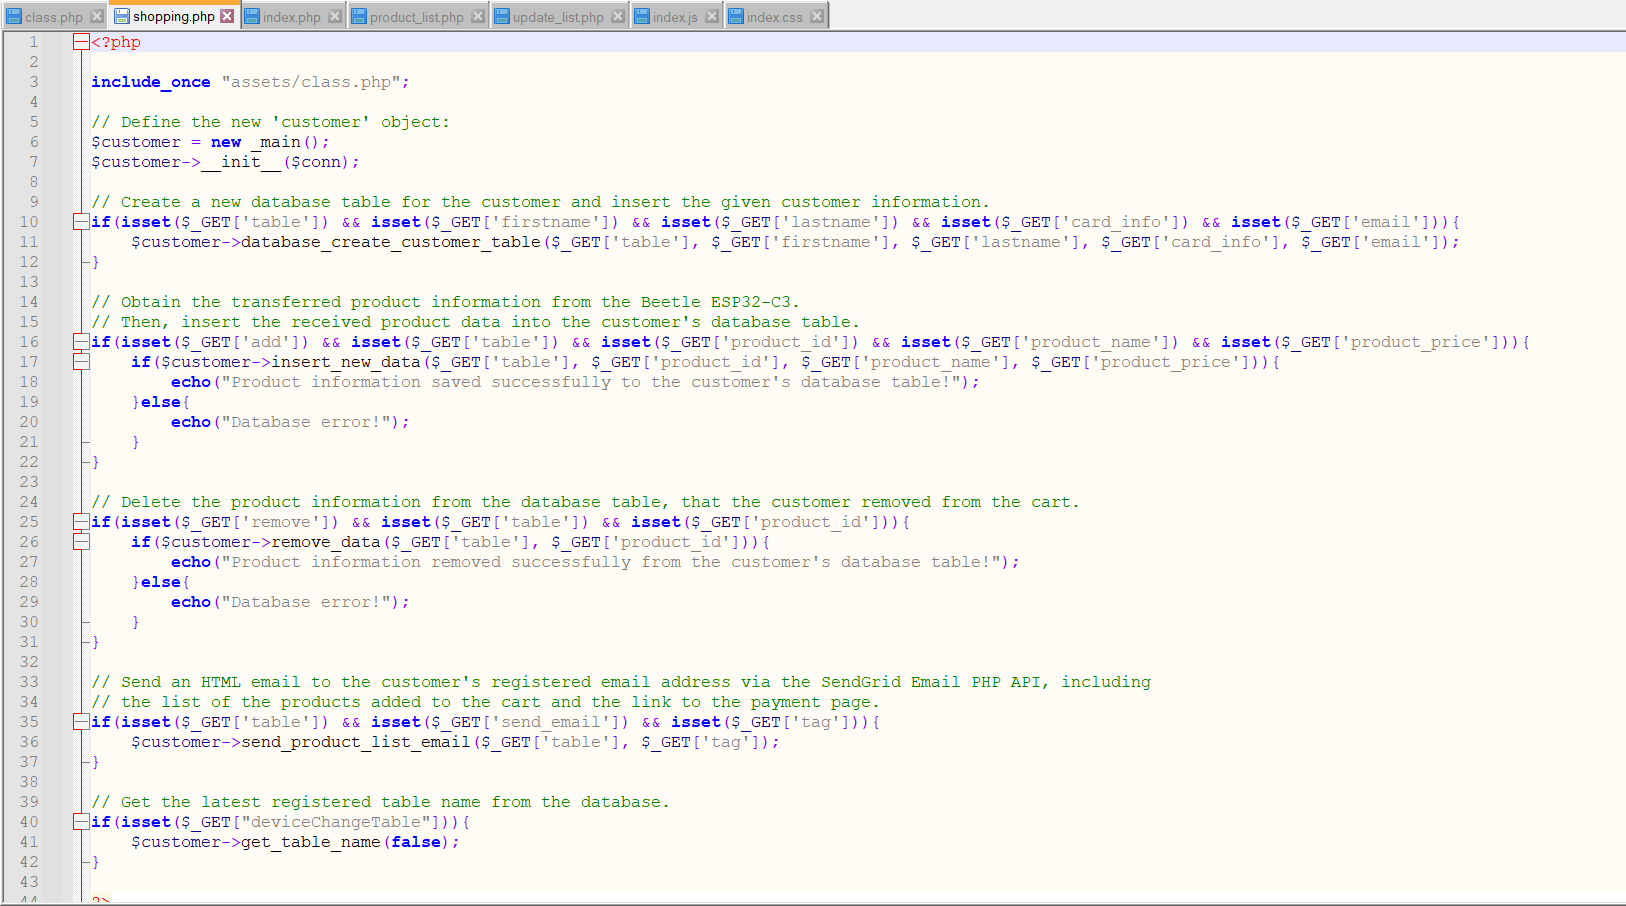 class.php shopping.php index.php product_list.php update_list.php index.js index.css
1 <?php
2
3 include_once "assets/class.php";
4
5 // Define the new 'customer' object:
6 $customer = new _main();
7 $customer->__init__($conn);
8
9 // Create a new database table for the customer and insert the given customer information.
10 if(isset($_GET['table']) && isset($_GET['firstname']) && isset($_GET['lastname']) && isset($_GET['card_info']) && isset($_GET['email'])){
11 $customer->database_create_customer_table($_GET['table'], $_GET['firstname'], $_GET['lastname'], $_GET['card_info'], $_GET['email']);
12 }
13
14 // Obtain the transferred product information from the Beetle ESP32-C3.
15 // Then, insert the received product data into the customer's database table.
16 if(isset($_GET['add']) && isset($_GET['table']) && isset($_GET['product_id']) && isset($_GET['product_name']) && isset($_GET['product_price'])){
17 if($customer->insert_new_data($_GET['table'], $_GET['product_id'], $_GET['product_name'], $_GET['product_price'])){
18 echo("Product information saved successfully to the customer's database table!");
19 }else{
20 echo("Database error!");
21 }
22 }
23
24 // Delete the product information from the database table, that the customer removed from the cart.
25 if(isset($_GET['remove']) && isset($_GET['table']) && isset($_GET['product_id'])){
26 if($customer->remove_data($_GET['table'], $_GET['product_id'])){
27 echo("Product information removed successfully from the customer's database table!");
28 }else{
29 echo("Database error!");
30 }
31 }
32
33 // Send an HTML email to the customer's registered email address via the SendGrid Email PHP API, including
34 // the list of the products added to the cart and the link to the payment page.
35 if(isset($_GET['table']) && isset($_GET['send_email']) && isset($_GET['tag'])){
36 $customer->send_product_list_email($_GET['table'], $_GET['tag']);
37 }
38
39 // Get the latest registered table name from the database.
40 if(isset($_GET["deviceChangeTable"])){
41 $customer->get_table_name(false);
42 }
43
44 ?>